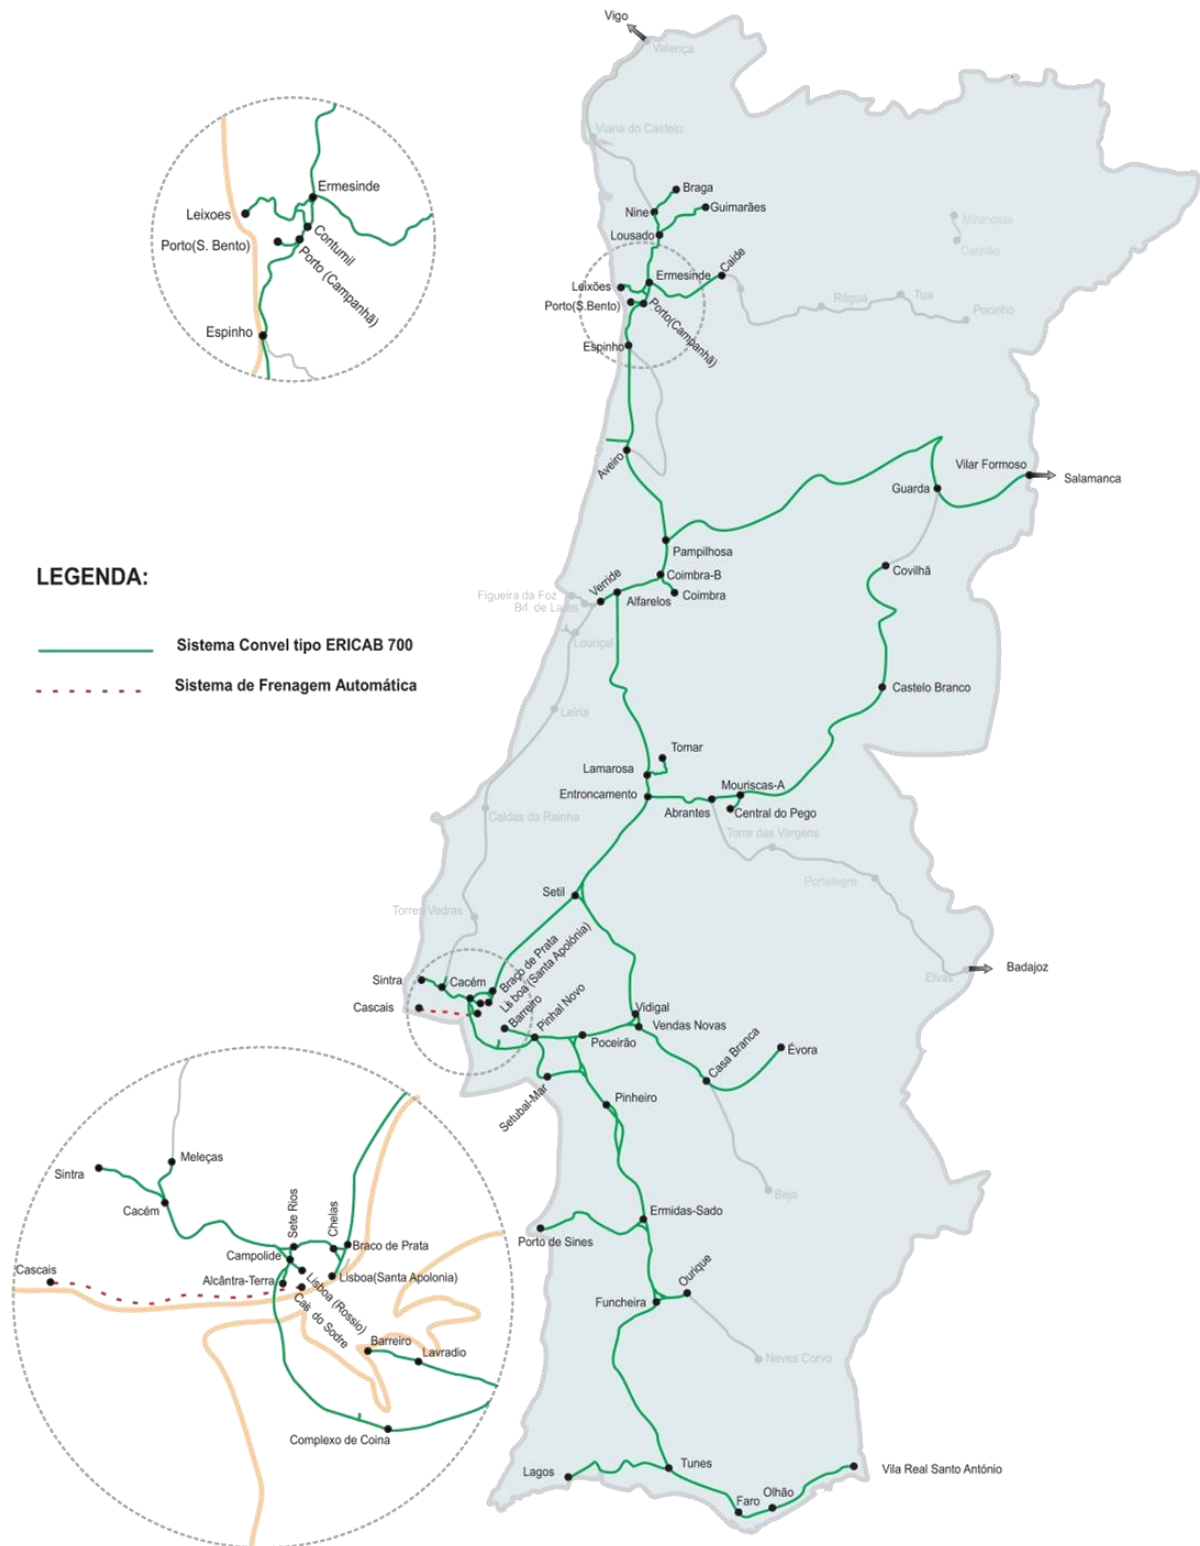 Vigo
Valença
Viana do Castelo
Braga
Nine
Guimarães
Lousado
Mirandela
Cachão
Ermesinde
Caíde
Leixões
Porto(S.Bento)
Porto(Campanhã)
Régua
Tua
Pocinho
Espinho
Ermesinde
Leixoes
Contumil
Porto(S. Bento)
Porto (Campanhã)
Espinho
Aveiro
Vilar Formoso
Salamanca
Guarda
Pampilhosa
Covilhã
Coimbra-B
Verride
Coimbra
Alfarelos
Figueira da Foz
Bif. de Lares
Louriçal
LEGENDA:
Sistema Convel tipo ERICAB 700
Sistema de Frenagem Automática
Castelo Branco
Leiria
Tomar
Lamarosa
Entroncamento
Mouriscas-A
Abrantes
Central do Pego
Caldas da Rainha
Torre das Vargens
Portalegre
Setil
Torres Vedras
Elvas
Badajoz
Sintra
Cacém
Braço de Prata
Lisboa (Santa Apolónia)
Cascais
Barreiro
Pinhal Novo
Vidigal
Vendas Novas
Poceirão
Casa Branca
Évora
Setubal-Mar
Pinheiro
Beja
Ermidas-Sado
Porto de Sines
Ourique
Funcheira
Neves Corvo
Lagos
Tunes
Faro
Olhão
Vila Real Santo António
Meleças
Sintra
Cacém
Sete Rios
Chelas
Campolide
Braco de Prata
Cascais
Alcântra-Terra
Lisboa(Santa Apolonia)
Lisboa (Rossio)
Cais do Sodre
Barreiro
Lavradio
Complexo de Coina